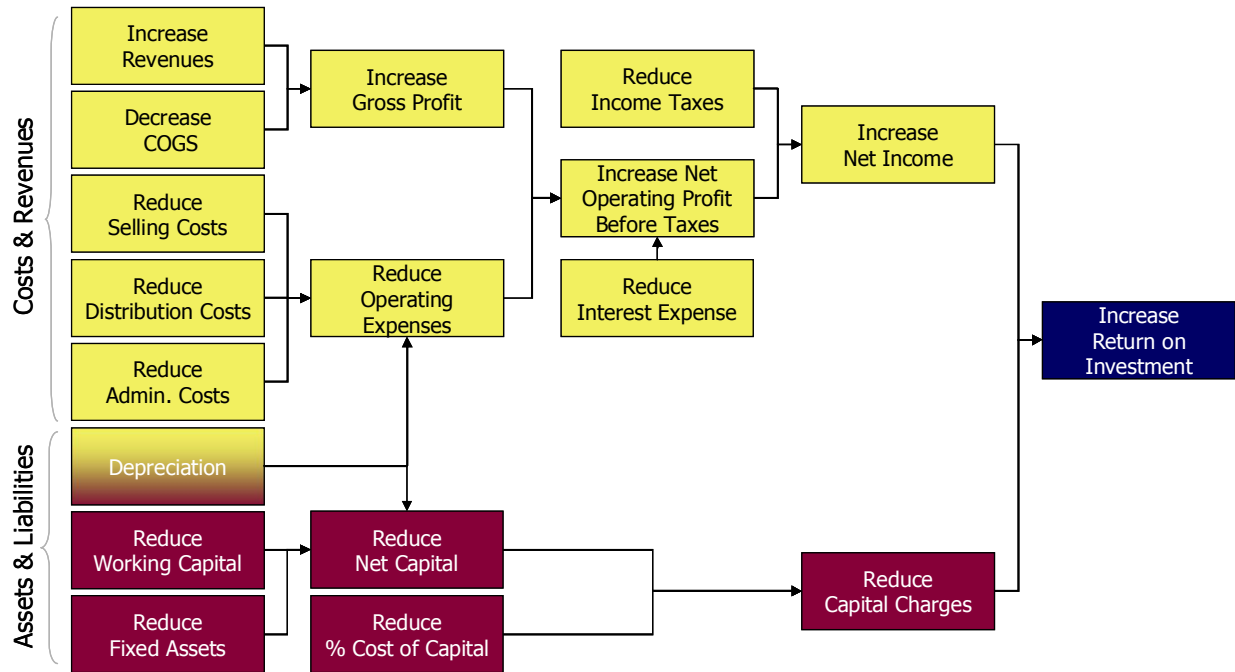 Costs & Revenues
Increase
Revenues
Decrease
COGS
Reduce
Selling Costs
Reduce
Distribution Costs
Reduce
Admin. Costs
Increase
Gross Profit
Reduce
Operating
Expenses
Reduce
Income Taxes
Increase Net
Operating Profit
Before Taxes
Reduce
Interest Expense
Increase
Net Income
Assets & Liabilities
Depreciation
Reduce
Working Capital
Reduce
Fixed Assets
Reduce
Net Capital
Reduce
% Cost of Capital
Reduce
Capital Charges
Increase
Return on
Investment